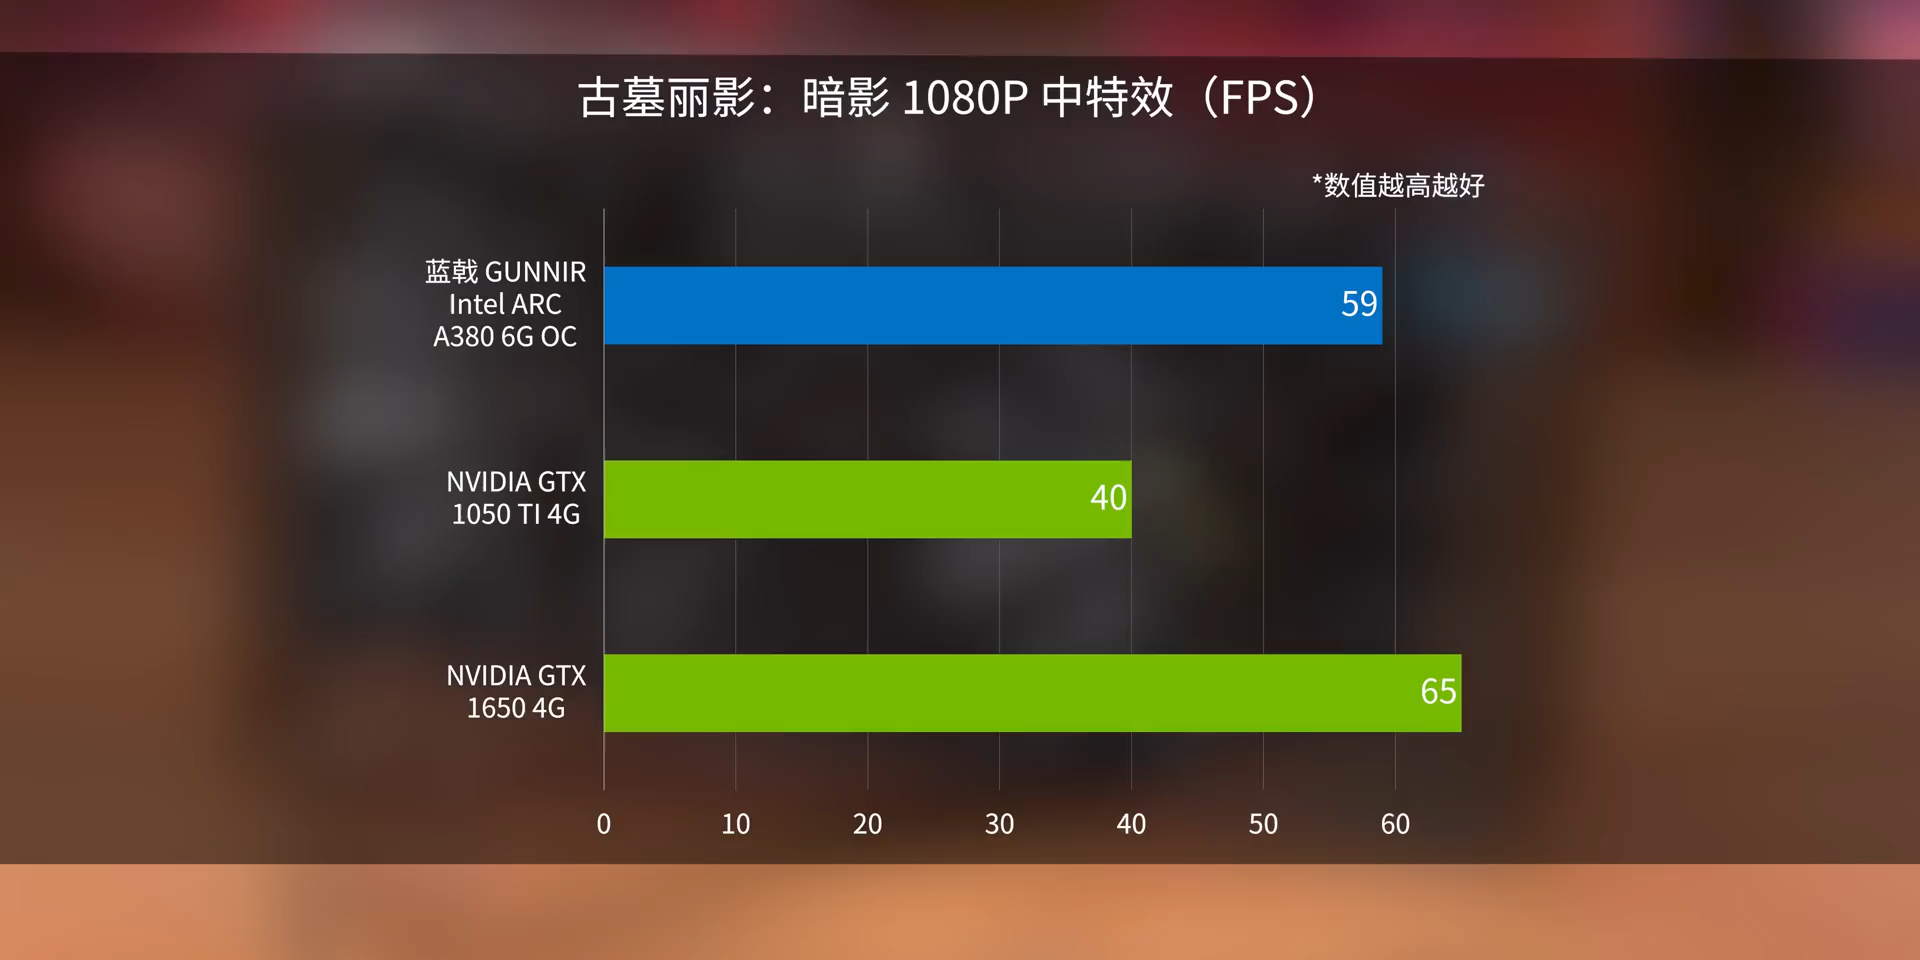 古墓丽影：暗影 1080P 中特效（FPS）
*数值越高越好
蓝戟 GUNNIR
Intel ARC
A380 6G OC
59
NVIDIA GTX
1050 TI 4G
40
NVIDIA GTX
1650 4G
65
0 10 20 30 40 50 60